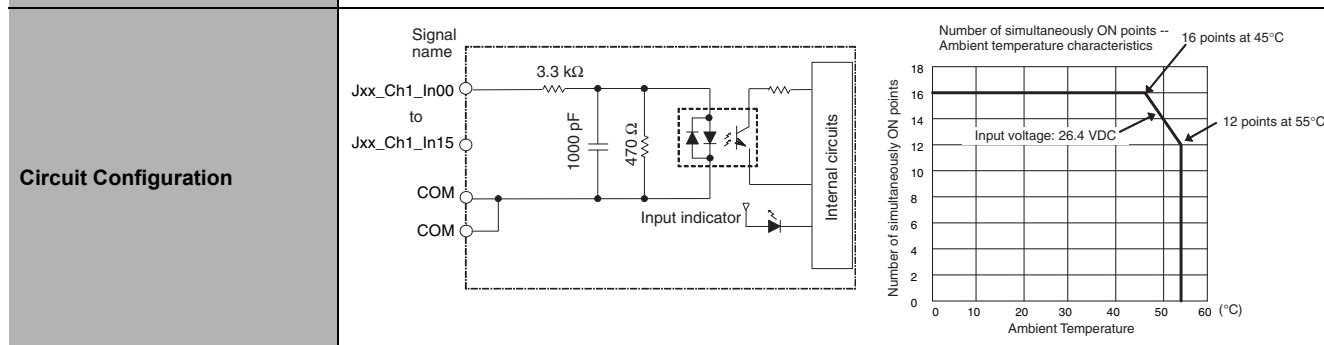 Circuit Configuration
Signal
name
Jxx_Ch1_In00
to
Jxx_Ch1_In15
COM
COM
3.3 kΩ
1000 pF
470 Ω
Input indicator
Internal circuits
Number of simultaneously ON points --
Ambient temperature characteristics
16 points at 45°C
Number of simultaneously ON points
18
16
14
12
10
8
6
4
2
0
Input voltage: 26.4 VDC
12 points at 55°C
0 10 20 30 40 50 60 (°C)
Ambient Temperature